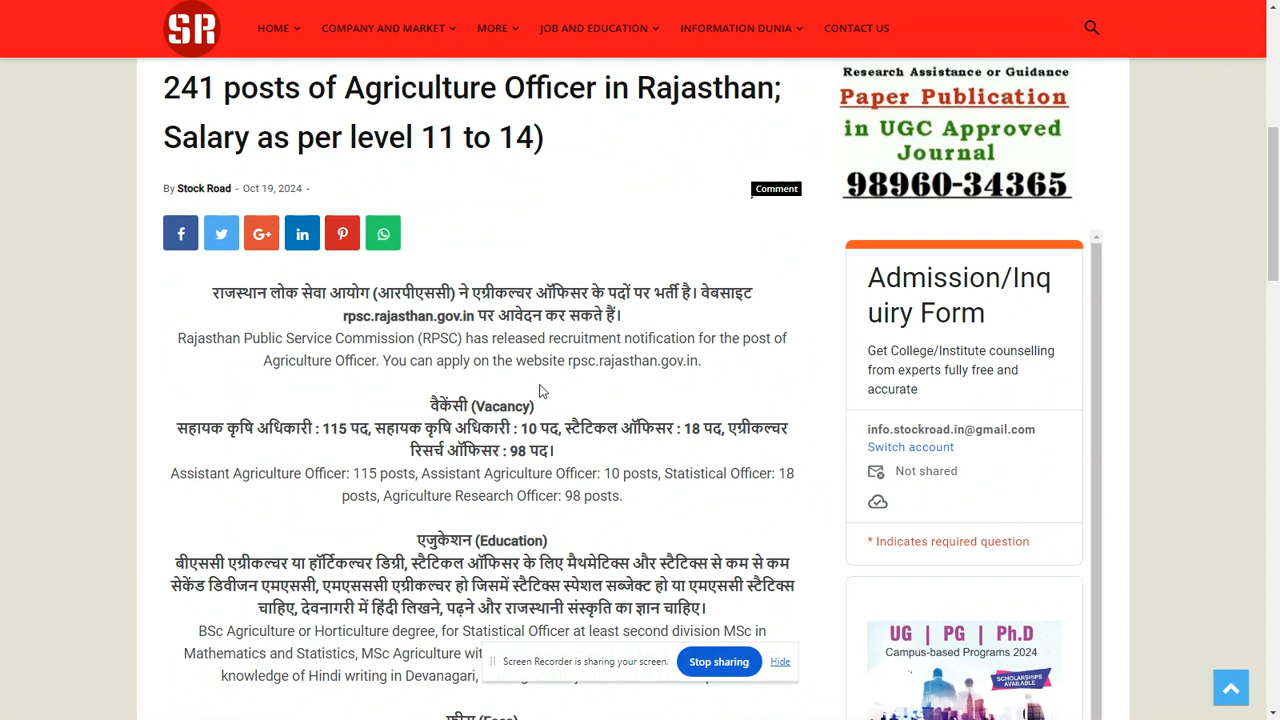 SR
HOME
COMPANY AND MARKET
MORE
JOB AND EDUCATION
INFORMATION DUNIA
CONTACT US
241 posts of Agriculture Officer in Rajasthan;
Salary as per level 11 to 14)
By Stock Road - Oct 19, 2024 -
Comment
राजस्थान लोक सेवा आयोग (आरपीएससी) ने एग्रीकल्चर ऑफिसर के पदों पर भर्ती है। वेबसाइट
rpsc.rajasthan.gov.in पर आवेदन कर सकते हैं।
Rajasthan Public Service Commission (RPSC) has released recruitment notification for the post of
Agriculture Officer. You can apply on the website rpsc.rajasthan.gov.in.
वैकेंसी (Vacancy)
सहायक कृषि अधिकारी : 115 पद, सहायक कृषि अधिकारी : 10 पद, स्टैटिकल ऑफिसर : 18 पद, एग्रीकल्चर
रिसर्च ऑफिसर : 98 पद।
Assistant Agriculture Officer: 115 posts, Assistant Agriculture Officer: 10 posts, Statistical Officer: 18
posts, Agriculture Research Officer: 98 posts.
एजुकेशन (Education)
बीएससी एग्रीकल्चर या हॉर्टिकल्चर डिग्री, स्टैटिकल ऑफिसर के लिए मैथमेटिक्स और स्टैटिक्स से कम से कम
सेकेंड डिवीजन एमएससी, एमएसससी एग्रीकल्चर हो जिसमें स्टैटिक्स स्पेशल सब्जेक्ट हो या एमएससी स्टैटिक्स
चाहिए, देवनागरी में हिंदी लिखने, पढ़ने और राजस्थानी संस्कृति का ज्ञान चाहिए।
BSc Agriculture or Horticulture degree, for Statistical Officer at least second division MSc in
Mathematics and Statistics, MSc Agriculture
knowledge of Hindi writing in Devanagari,
Screen Recorder is sharing your screen.
Stop sharing
Hide
Research Assistance or Guidance
Paper Publication
in UGC Approved
Journal
98960-34365
Admission/Inq
uiry Form
Get College/Institute counselling
from experts fully free and
accurate
info.stockroad.in@gmail.com
Switch account
Not shared
* Indicates required question
UG | PG | Ph.D
Campus-based Programs 2024
SCHOLARSHIPS
AVAILABLE